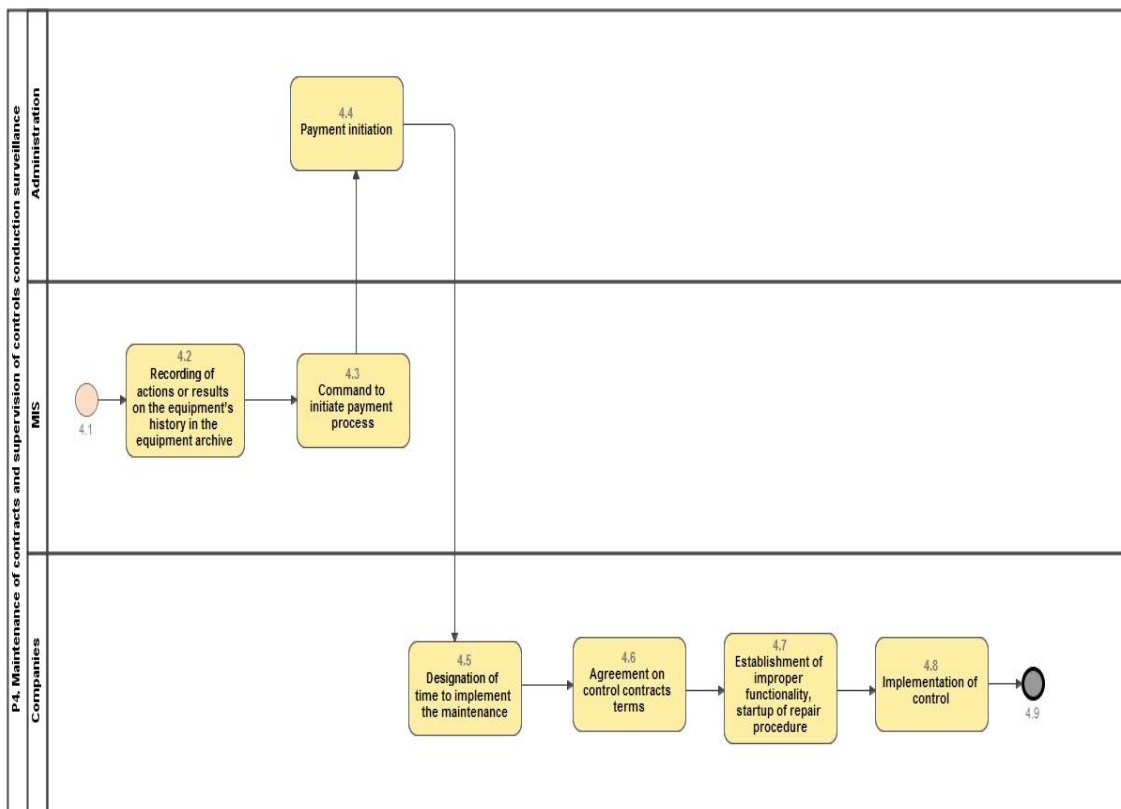 P4. Maintenance of contracts and supervision of controls conduction surveillance
Administration
4.4
Payment initiation
MIS
4.1
4.2
Recording of
actions or results
on the equipment's
history in the
equipment archive
4.3
Command to
initiate payment
process
Companies
4.5
Designation of
time to implement
the maintenance
4.6
Agreement on
control contracts
terms
4.7
Establishment of
improper
functionality,
startup of repair
procedure
4.8
Implementation of
control
4.9